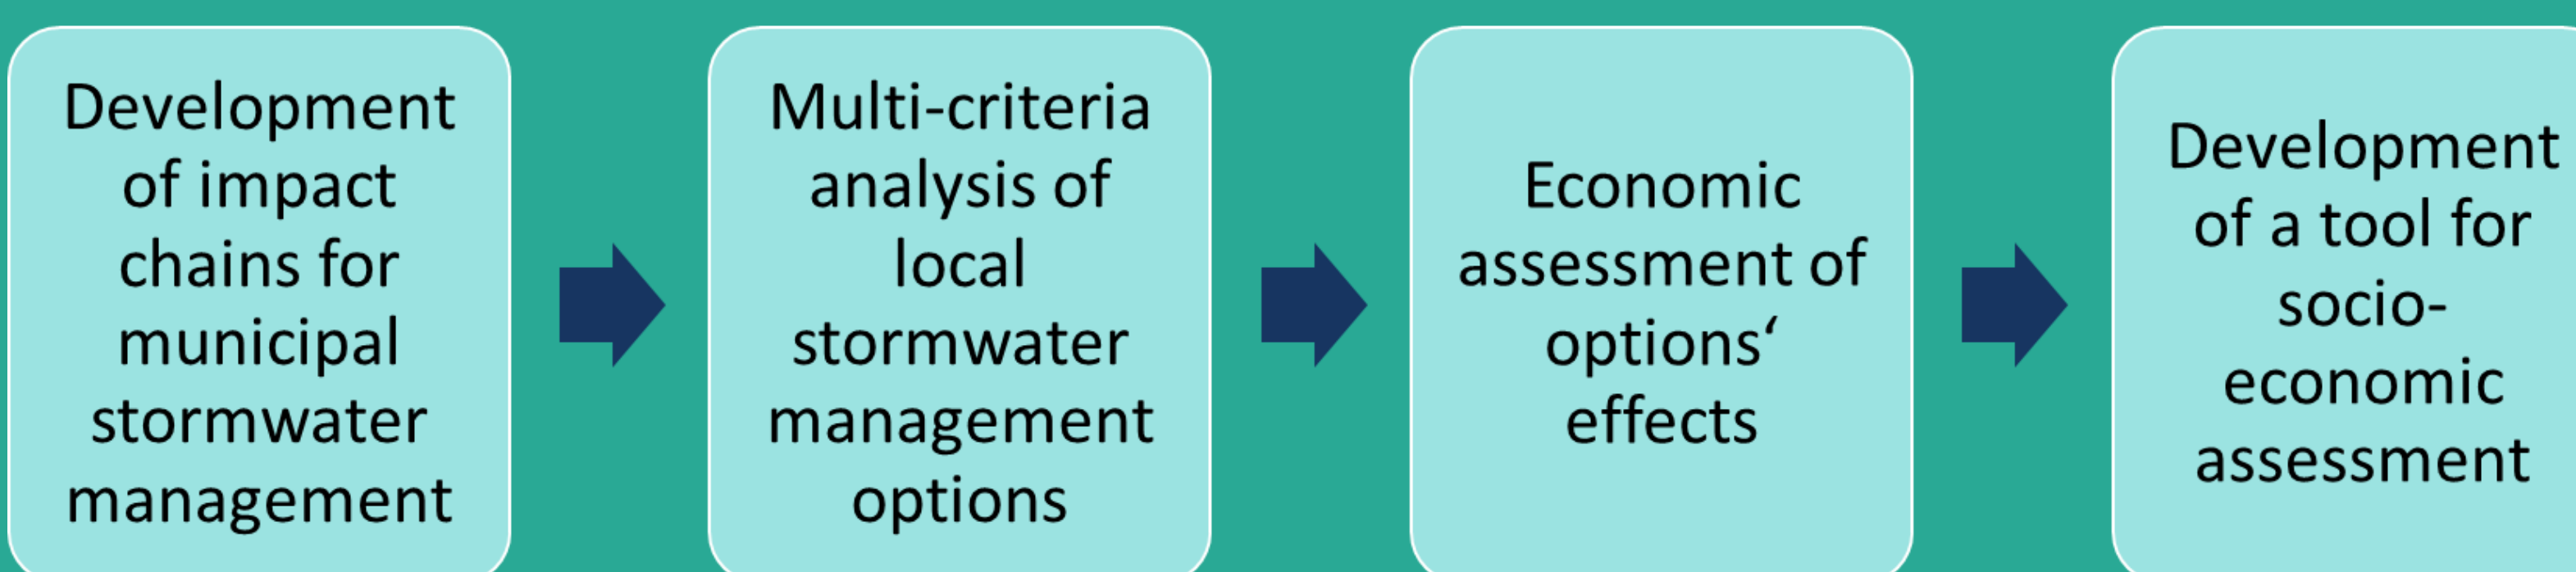 Development
of impact
chains for
municipal
stormwater
management
Multi-criteria
analysis of
local
stormwater
management
options
Economic
assessment of
options‘
effects
Development
of a tool for
socio-
economic
assessment